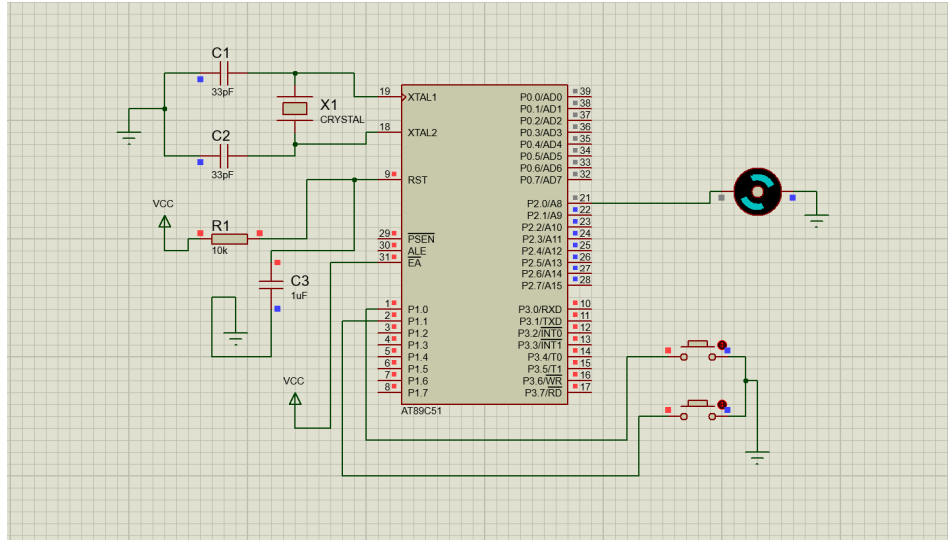 C1
33pF
C2
33pF
X1
CRYSTAL
VCC
R1
10k
C3
1uF
VCC
19
XTAL1
18
XTAL2
9
RST
29
PSEN
30
ALE
31
EA
1
P1.0
2
P1.1
3
P1.2
4
P1.3
5
P1.4
6
P1.5
7
P1.6
8
P1.7
P0.0/AD0
39
P0.1/AD1
38
P0.2/AD2
37
P0.3/AD3
36
P0.4/AD4
35
P0.5/AD5
34
P0.6/AD6
33
P0.7/AD7
32
P2.0/A8
21
P2.1/A9
22
P2.2/A10
23
P2.3/A11
24
P2.4/A12
25
P2.5/A13
26
P2.6/A14
27
P2.7/A15
28
P3.0/RXD
10
P3.1/TXD
11
P3.2/INT0
12
P3.3/INT1
13
P3.4/T0
14
P3.5/T1
15
P3.6/WR
16
P3.7/RD
17
AT89C51